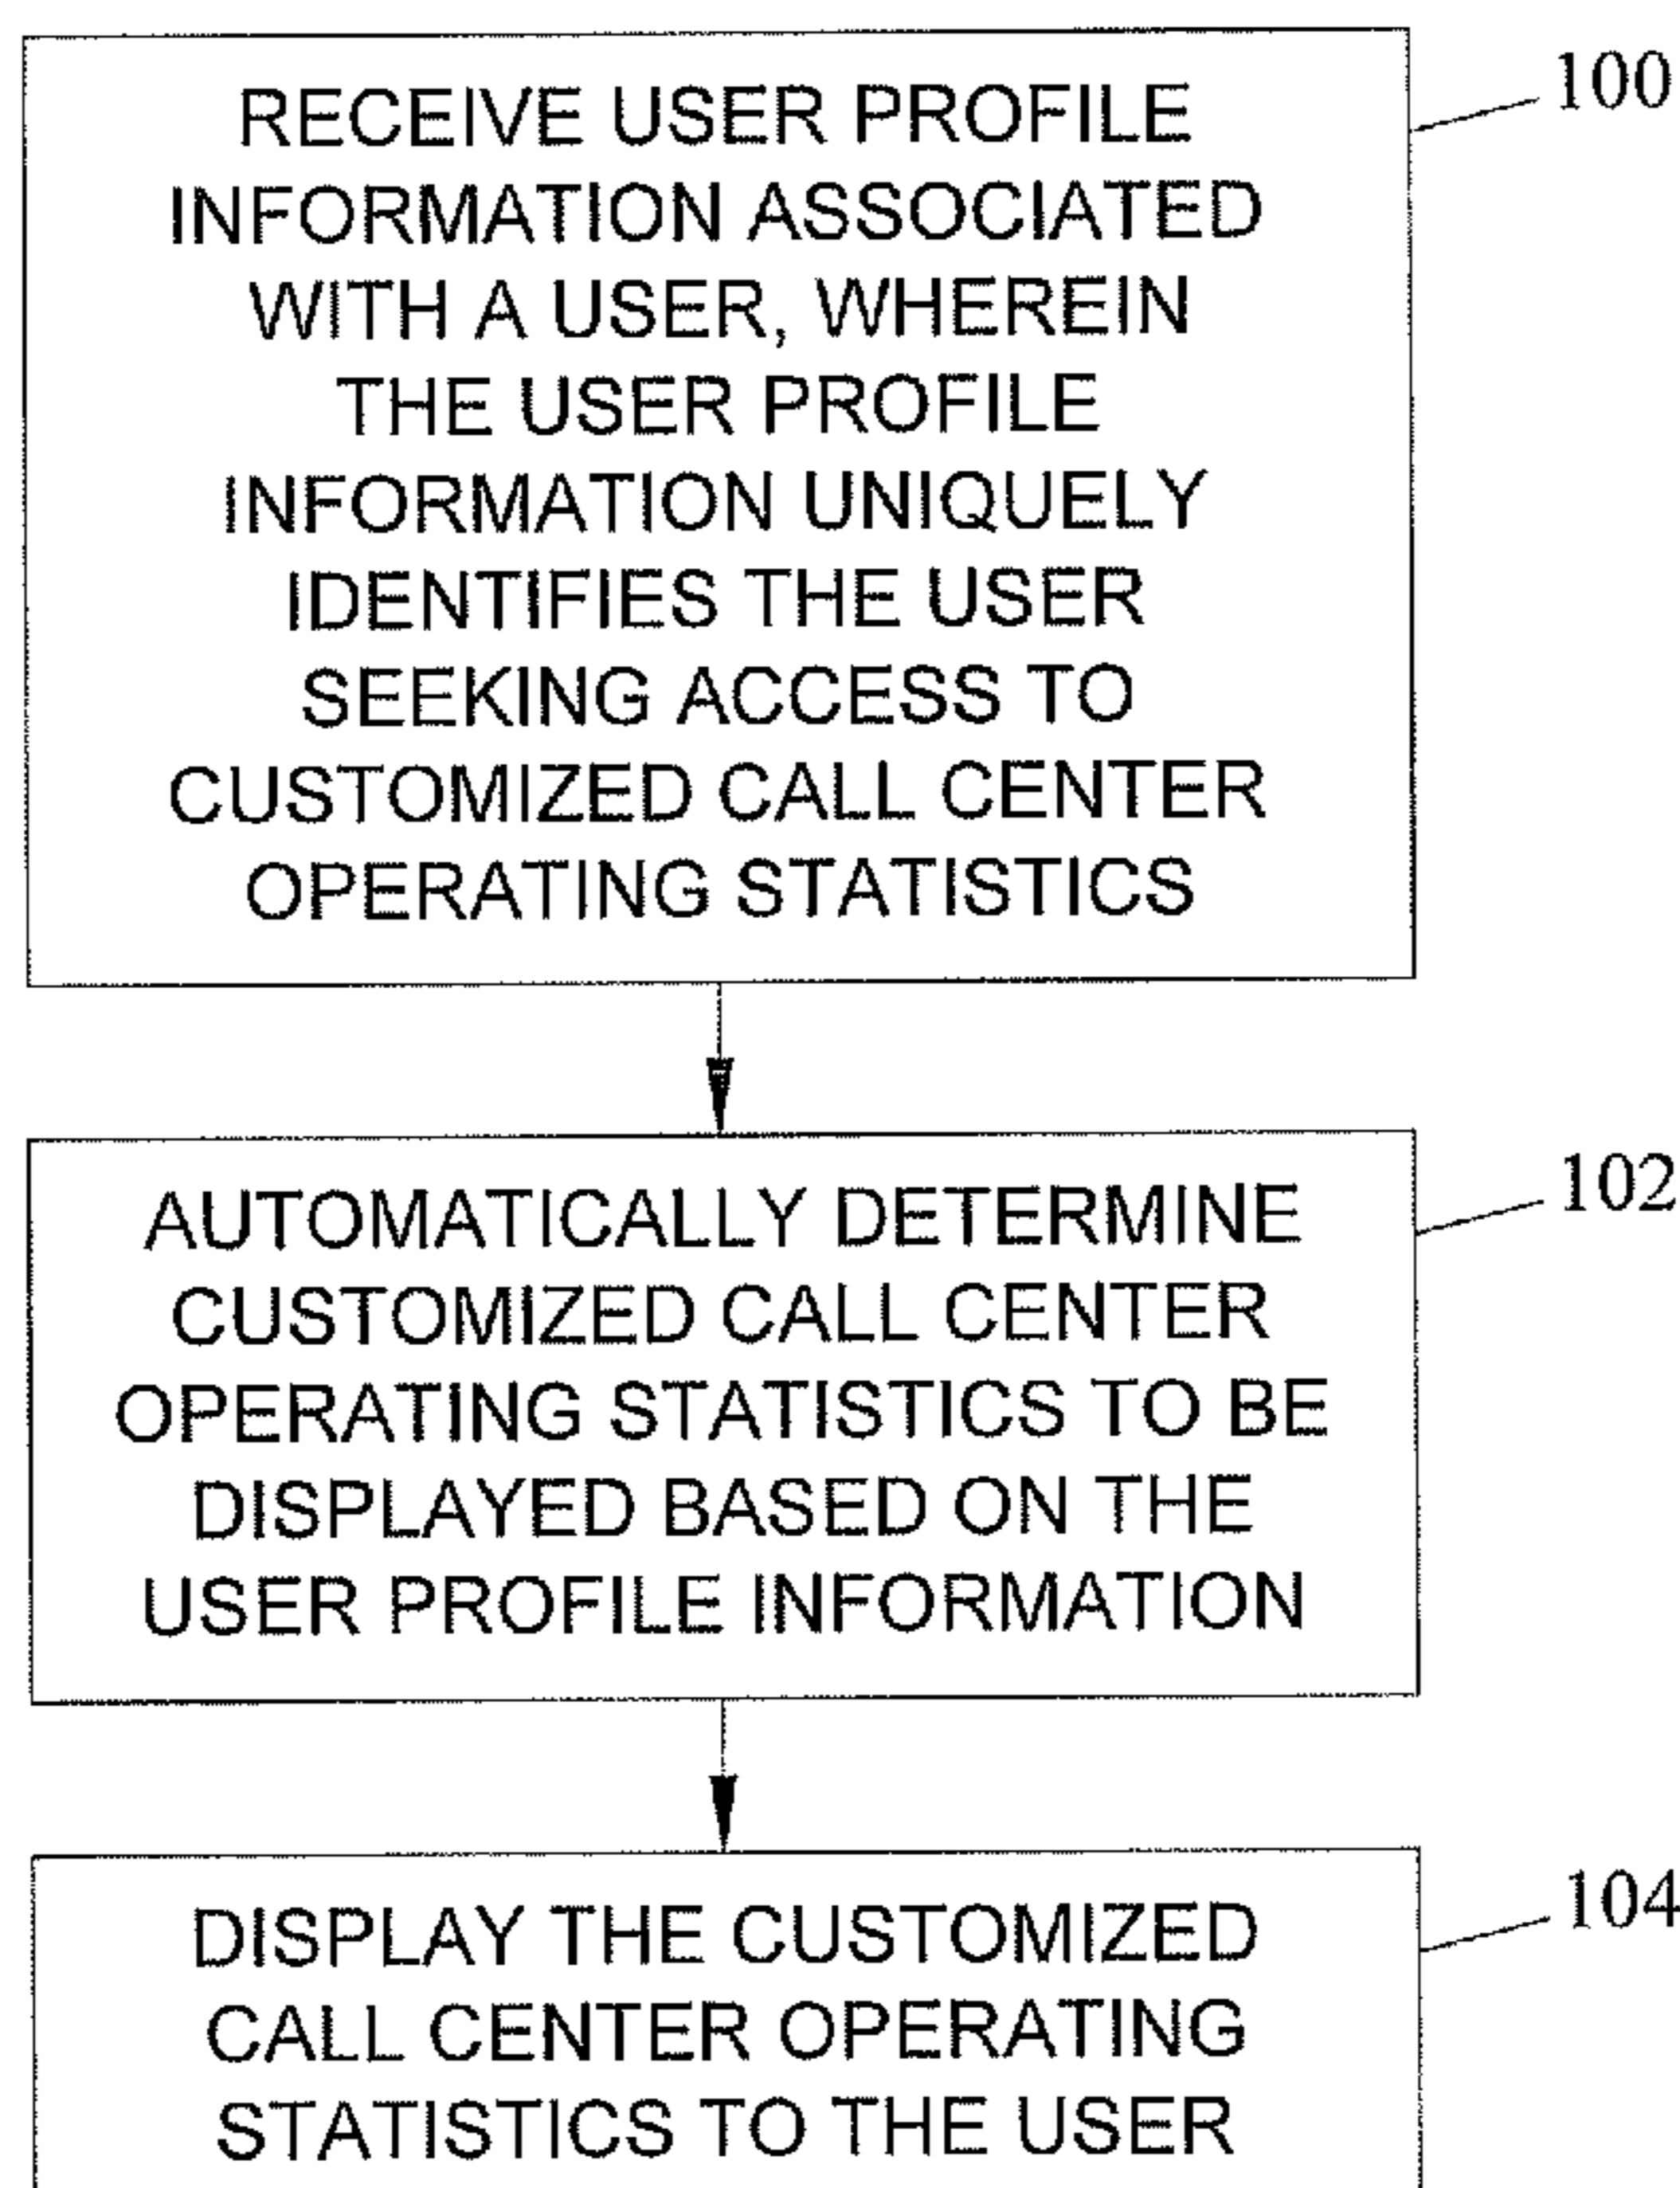 RECEIVE USER PROFILE
INFORMATION ASSOCIATED
WITH A USER, WHEREIN
THE USER PROFILE
INFORMATION UNIQUELY
IDENTIFIES THE USER
SEEKING ACCESS TO
CUSTOMIZED CALL CENTER
OPERATING STATISTICS
100
AUTOMATICALLY DETERMINE
CUSTOMIZED CALL CENTER
OPERATING STATISTICS TO BE
DISPLAYED BASED ON THE
USER PROFILE INFORMATION
102
DISPLAY THE CUSTOMIZED
CALL CENTER OPERATING
STATISTICS TO THE USER
104